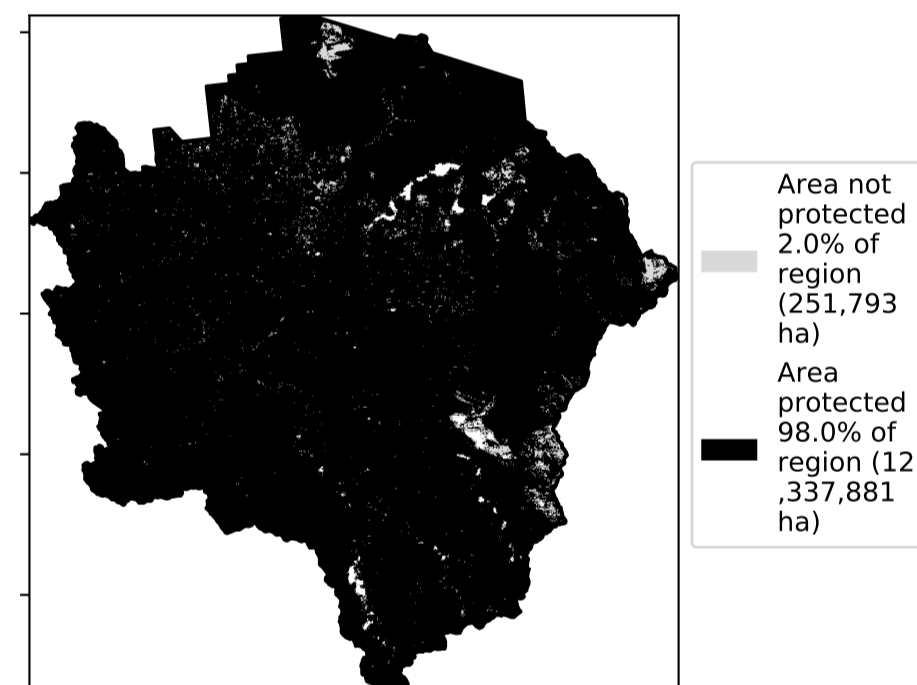 Area not
protected
2.0% of
region
(251,793
ha)
Area
protected
98.0% of
region (12
,337,881
ha)